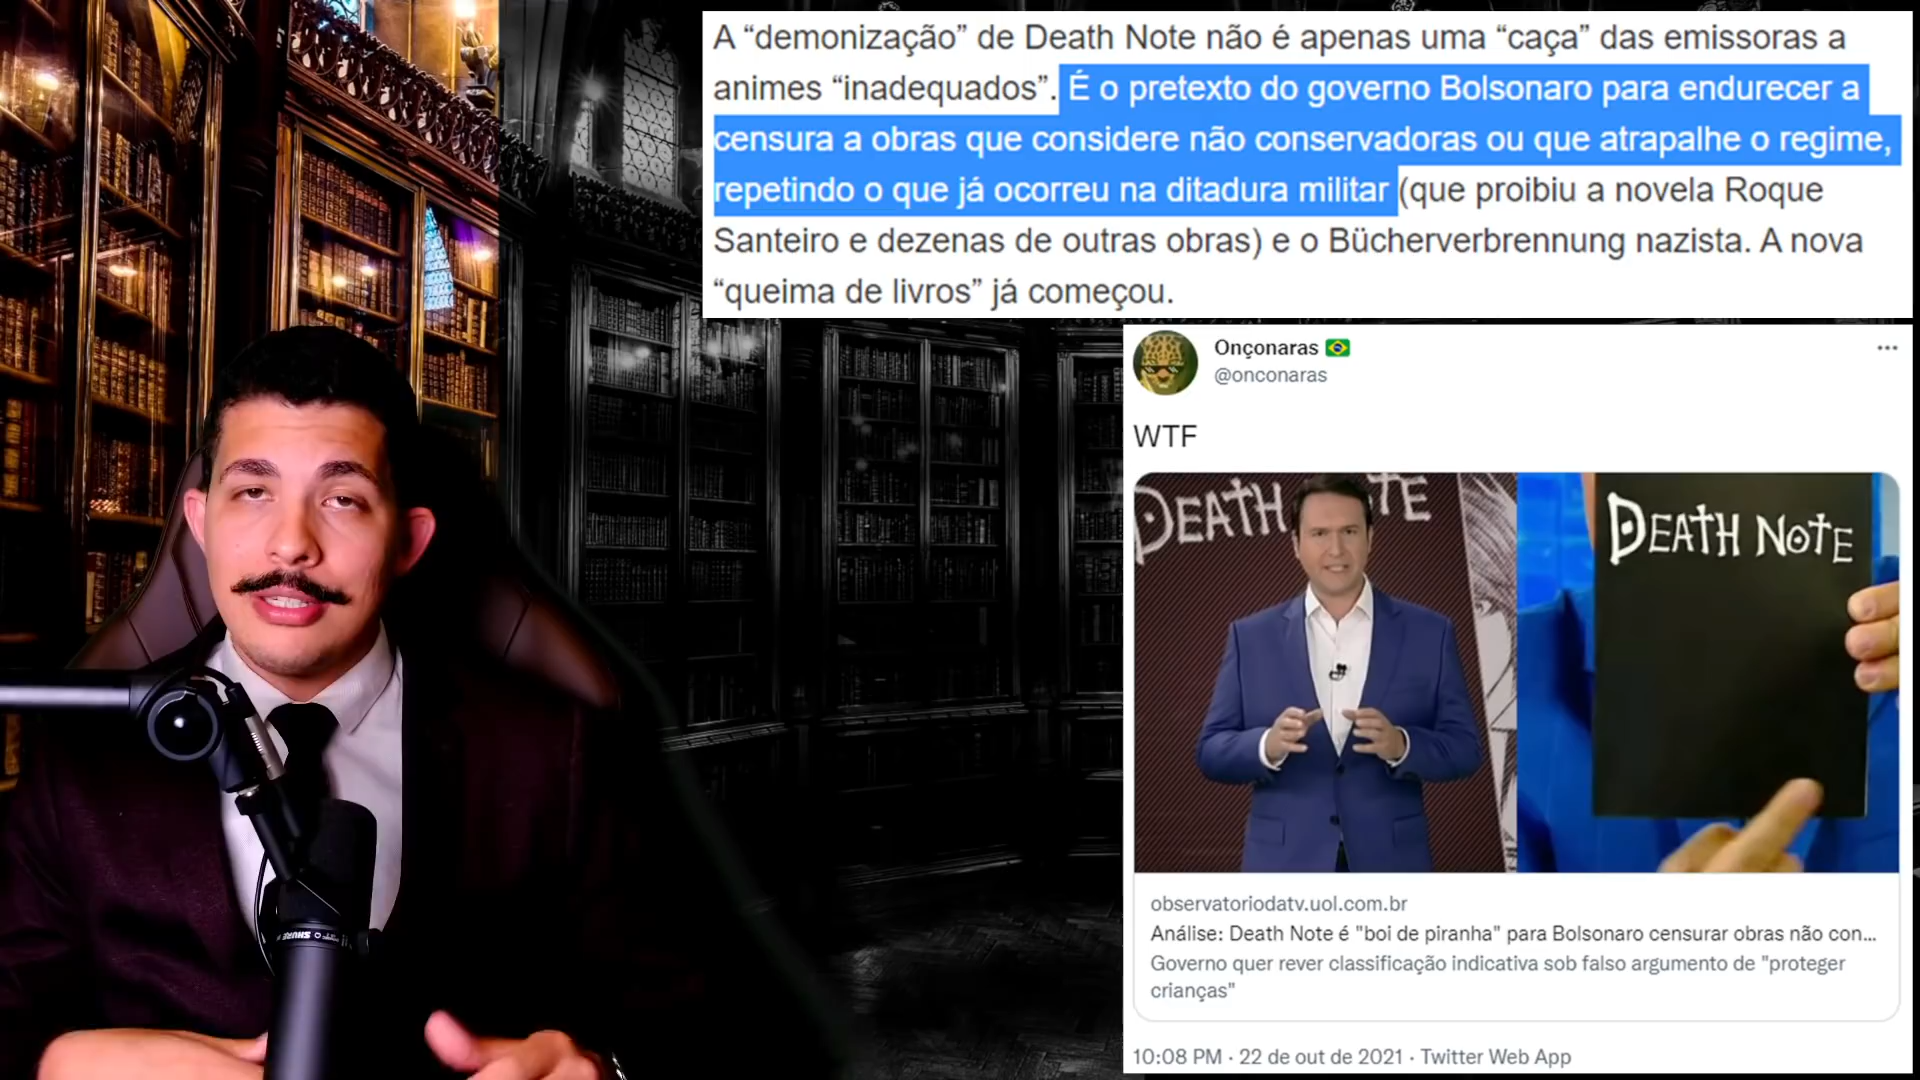 A “demonização” de Death Note não é apenas uma “caça” das emissoras a
animes “inadequados”. É o pretexto do governo Bolsonaro para endurecer a
censura a obras que considere não conservadoras ou que atrapalhe o regime,
repetindo o que já ocorreu na ditadura militar (que proibiu a novela Roque
Santeiro e dezenas de outras obras) e o Bücherverbrennung nazista. A nova
“queima de livros” já começou.
Onçonaras
@onconaras
WTF
DEATH TE
DEATH NOTE
observatoriodatv.uol.com.br
Análise: Death Note é "boi de piranha" para Bolsonaro censurar obras não con...
Governo quer rever classificação indicativa sob falso argumento de "proteger
crianças"
10:08 PM · 22 de out de 2021 · Twitter Web App
SHURE